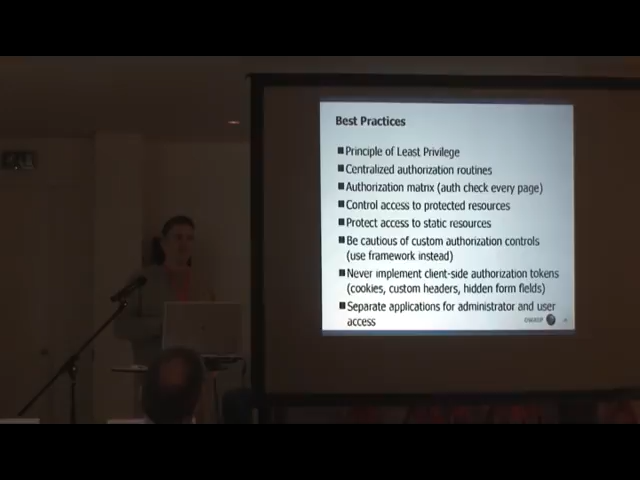 Best Practices
Principle of Least Privilege
Centralized authorization routines
Authorization matrix (auth check every page)
Control access to protected resources
Protect access to static resources
Be cautious of custom authorization controls
(use framework instead)
Never implement client-side authorization tokens
(cookies, custom headers, hidden form fields)
Separate applications for administrator and user
access